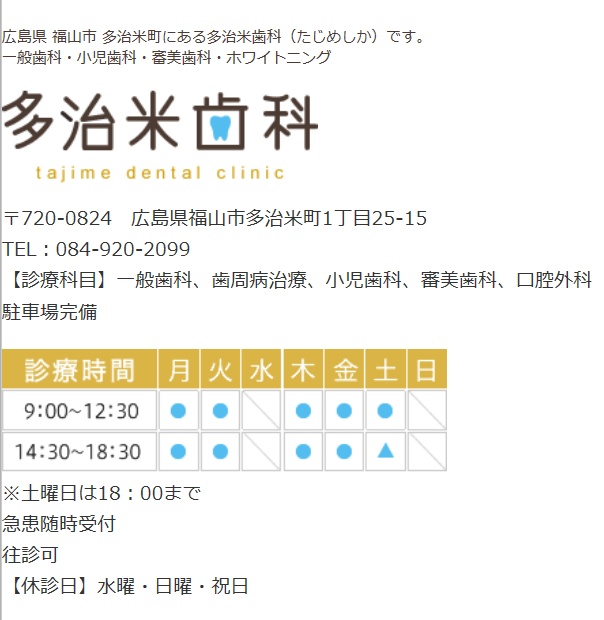 広島県 福山市 多治米町にある多治米歯科（たじめしか）です。
一般歯科・小児歯科・審美歯科・ホワイトニング
多治米歯科
tajime dental clinic
〒720-0824　広島県福山市多治米町1丁目25-15
TEL：084-920-2099
【診療科目】一般歯科、歯周病治療、小児歯科、審美歯科、口腔外科
駐車場完備
診療時間 月 火 水 木 金 土 日
9:00~12:30 ● ● ● ● ●
14:30~18:30 ● ● ● ● ▲
※土曜日は18：00まで
急患随時受付
往診可
【休診日】水曜・日曜・祝日